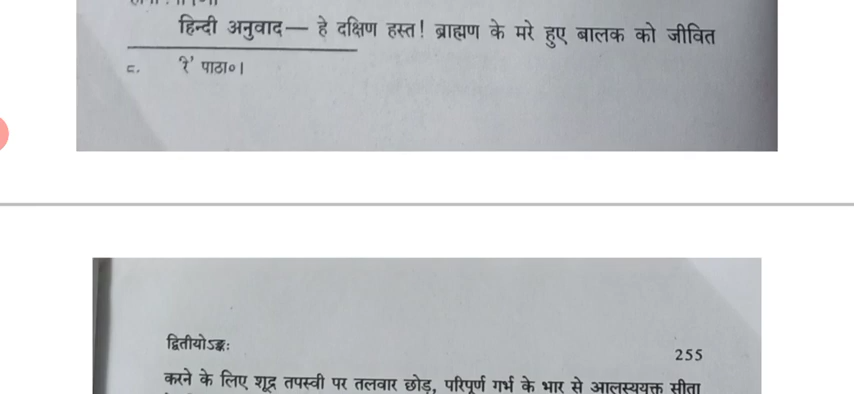 हिन्दी अनुवाद— हे दक्षिण हस्त! ब्राह्मण के मरे हुए बालक को जीवित
८. रे' पाठा०।
द्वितीयोऽङ्कः
255
करने के लिए शूद्र तपस्वी पर तलवार छोड़, परिपूर्ण गर्भ के भार से आलस्ययुक्त सीता